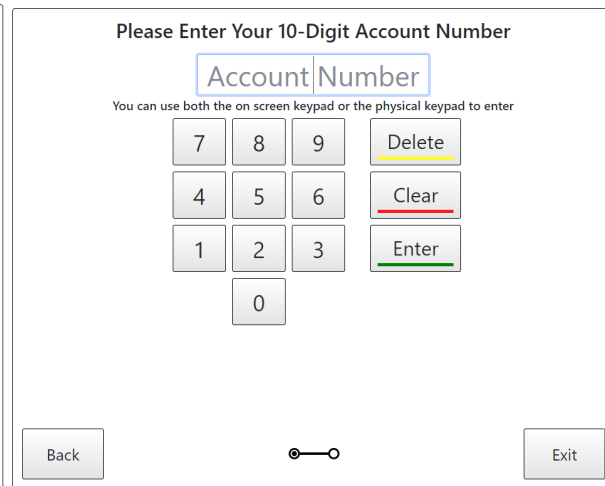 Please Enter Your 10-Digit Account Number
Account Number
You can use both the on screen keypad or the physical keypad to enter
7 8 9 Delete
4 5 6 Clear
1 2 3 Enter
0
Back Exit